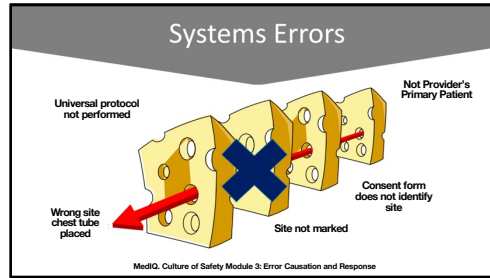 Systems Errors
Not Provider's
Primary Patient
Universal protocol
not performed
Consent form
does not identify
site
Wrong site
chest tube
placed
Site not marked
MedIQ. Culture of Safety Module 3: Error Causation and Response